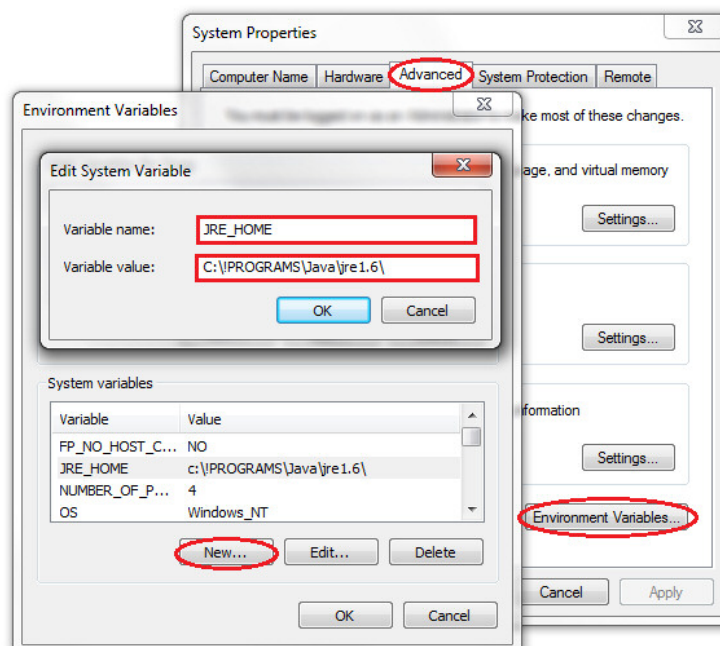 System Properties
Computer Name Hardware Advanced System Protection Remote
ke most of these changes.
age, and virtual memory
Settings...
Settings...
formation
Settings...
Environment Variables...
Cancel Apply
Environment Variables
Edit System Variable
Variable name: JRE_HOME
Variable value: C:\!PROGRAMS\Java\jre1.6\
OK Cancel
System variables
Variable Value
FP_NO_HOST_C... NO
JRE_HOME c:\!PROGRAMS\Java\jre1.6\
NUMBER_OF_P... 4
OS Windows_NT
New... Edit... Delete
OK Cancel